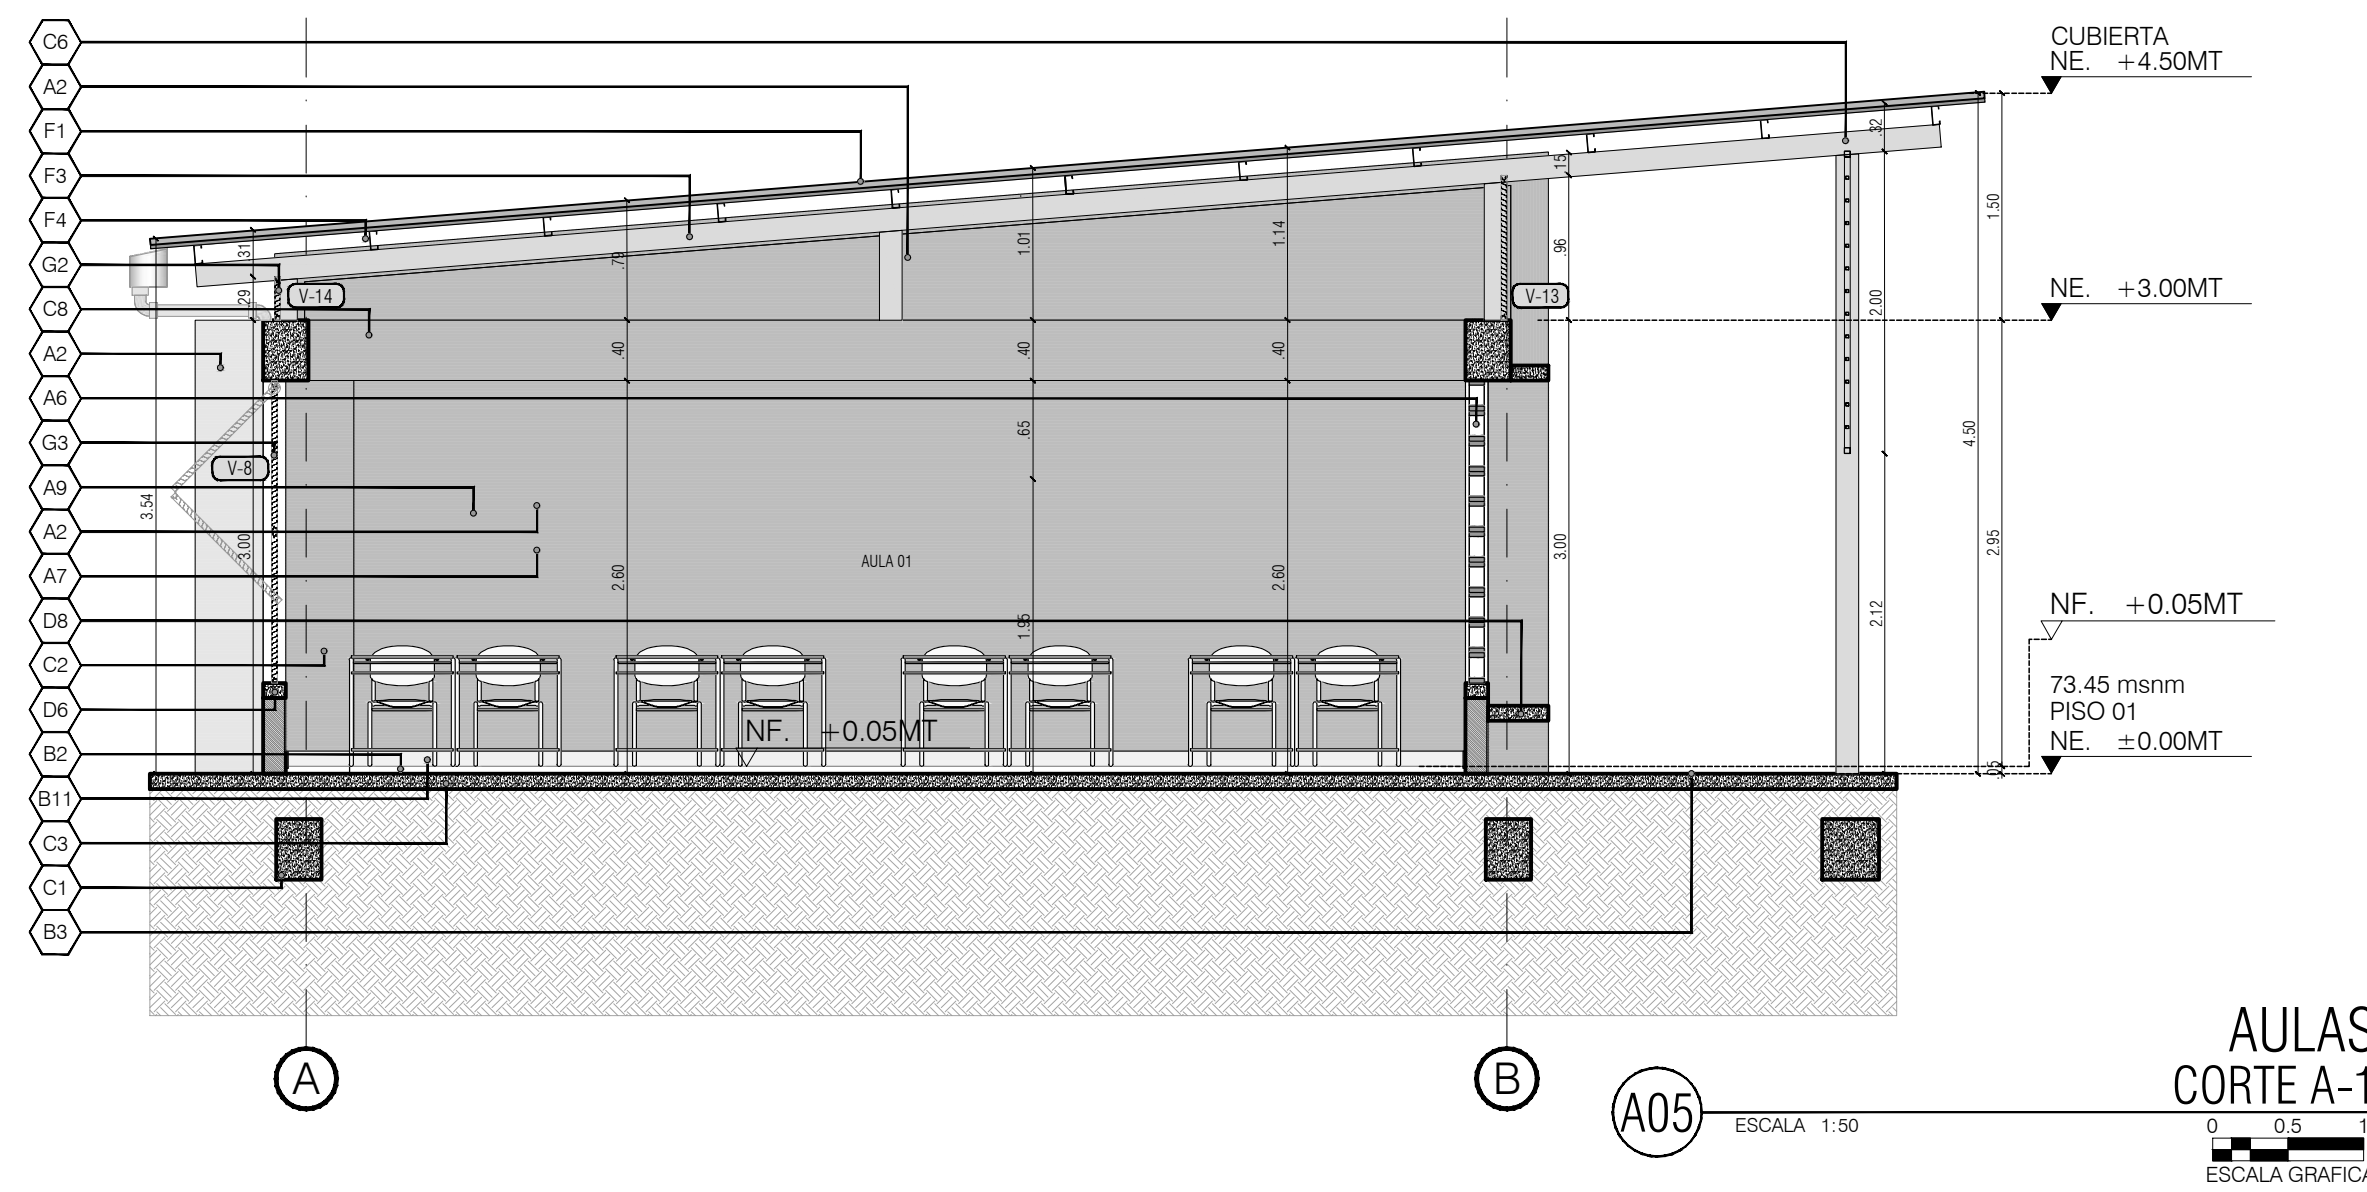 C6
A2
F1
F3
F4
G2
C8
A2
A6
G3
A9
A2
A7
D8
C2
D6
B2
B11
C3
C1
B3
CUBIERTA
NE. +4.50MT
NE. +3.00MT
NF. +0.05MT
73.45 msnm
PISO 01
NE. ±0.00MT
V-14
V-13
V-8
AULA 01
NF. +0.05MT
.31
.29
3.54
3.00
.79
.40
2.60
1.01
.40
.65
1.95
1.14
.40
2.60
.15
.96
3.00
.32
2.00
2.12
4.50
1.50
2.95
.05
A
B
A05
ESCALA 1:50
AULAS
CORTE A-1
0 0.5 1
ESCALA GRAFICA